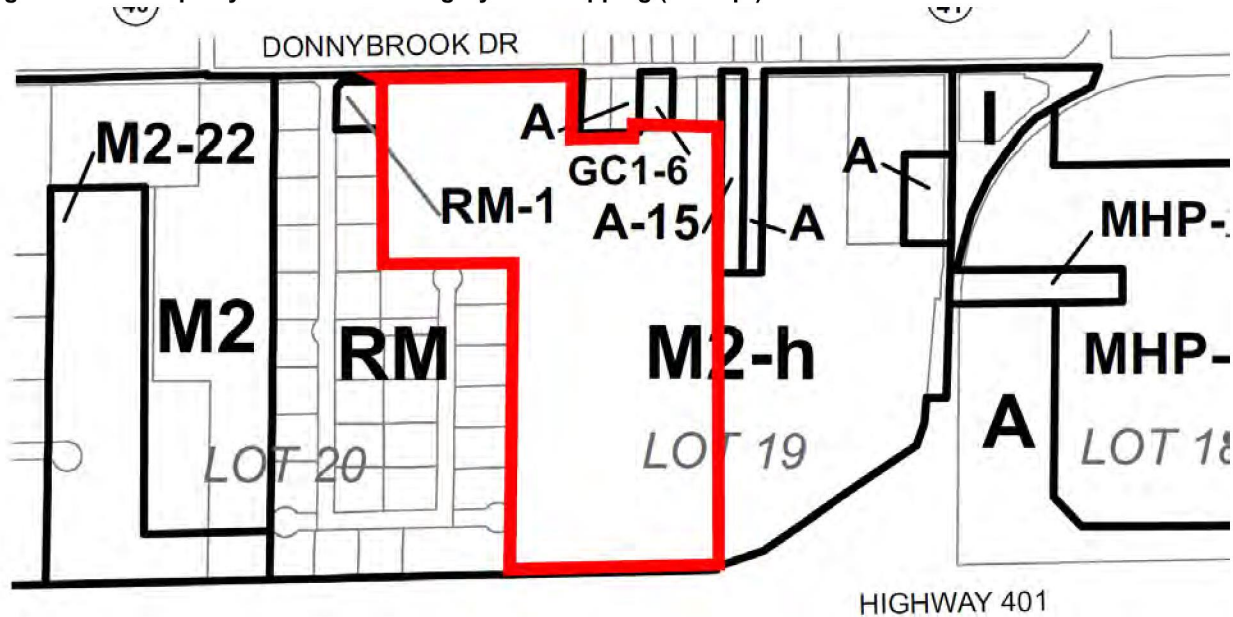 DONNYBROOK DR
M2-22
A
GC1-6
A
I
RM-1
A-15
A
MHP-
M2
RM
M2-h
MHP-
A
LOT 20
LOT 19
LOT 18
HIGHWAY 401